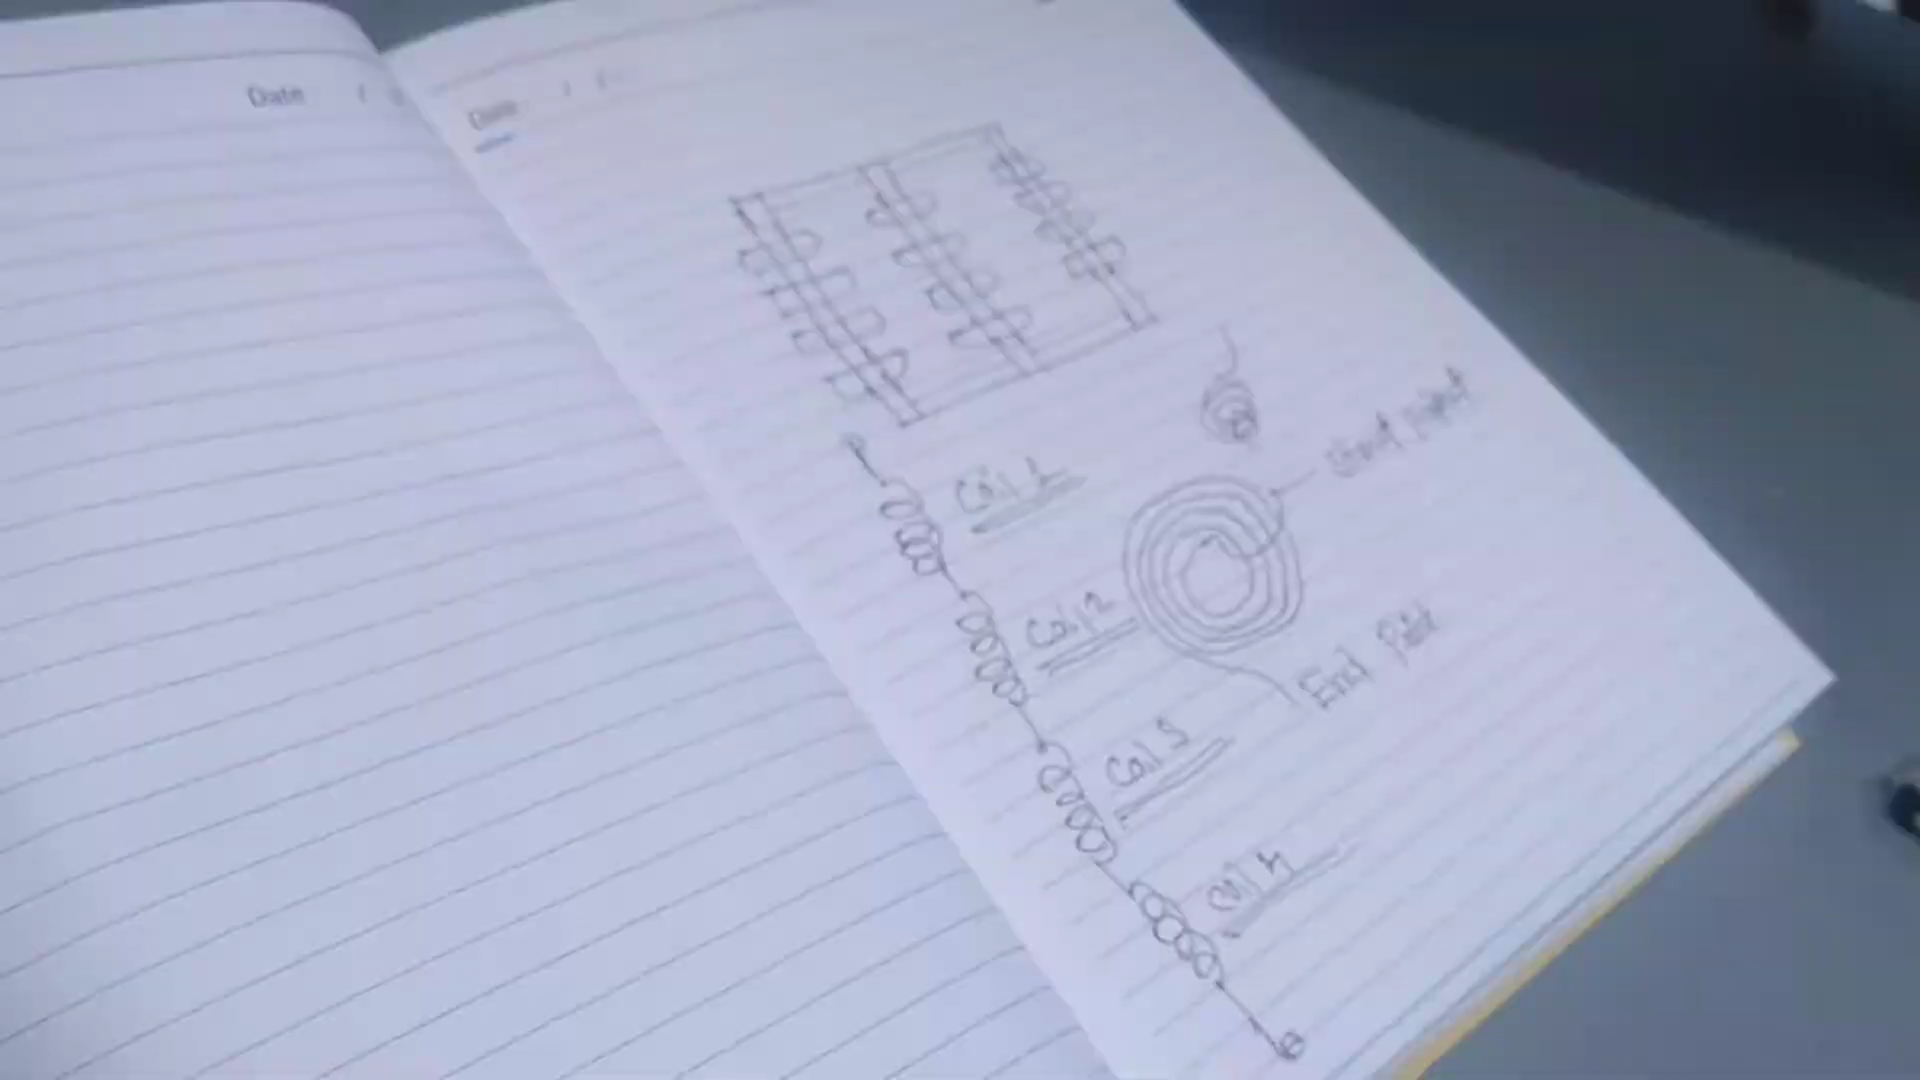 Date
Date
Coil 1
Start point
Coil 2
End Point
Coil 3
Coil 4